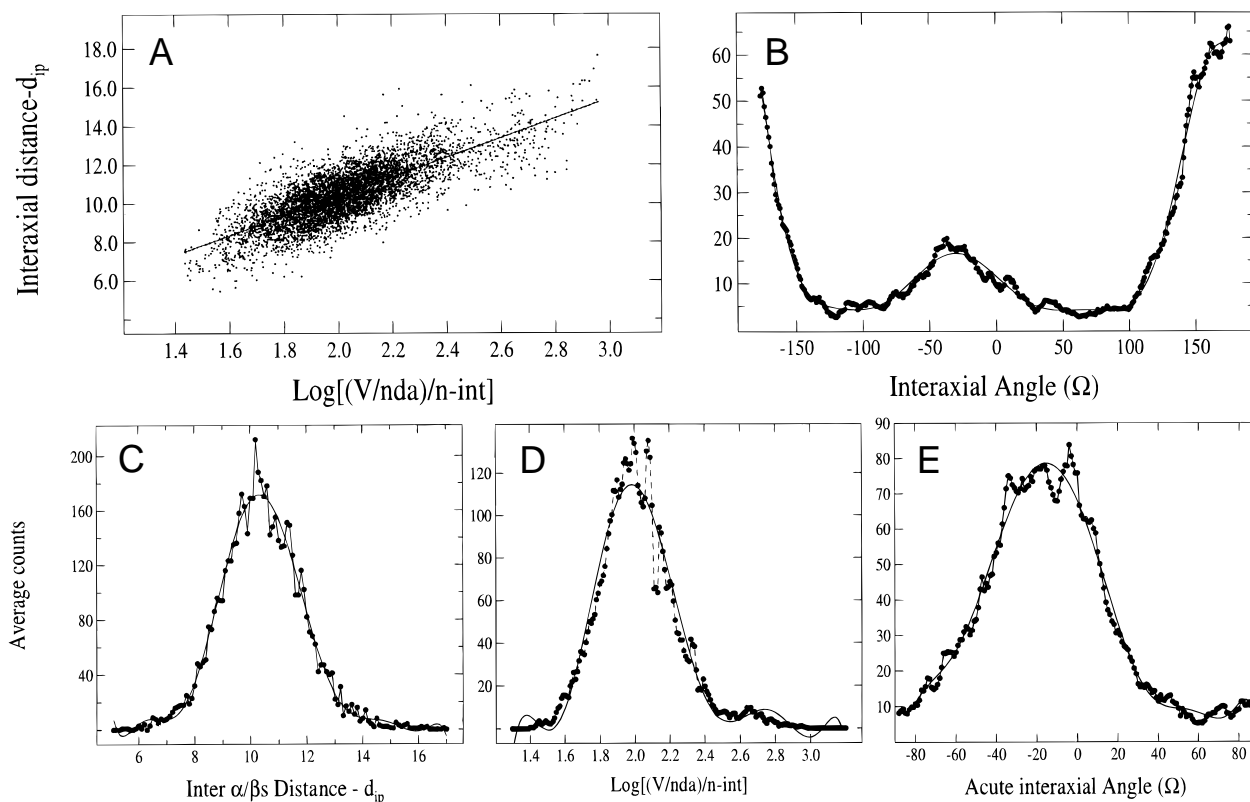 A
Interaxial distance-d_ip
18.0
16.0
14.0
12.0
10.0
8.0
6.0
1.4 1.6 1.8 2.0 2.2 2.4 2.6 2.8 3.0
Log[(V/nda)/n-int]
B
60
50
40
30
20
10
-150 -100 -50 0 50 100 150
Interaxial Angle (Ω)
C
Average counts
200
160
120
80
40
6 8 10 12 14 16
Inter α/βs Distance - d_ip
D
120
100
80
60
40
20
1.4 1.6 1.8 2.0 2.2 2.4 2.6 3.0
Log[(V/nda)/n-int]
E
90
80
70
60
50
40
30
20
10
-80 -60 -40 -20 0 20 40 60 80
Acute interaxial Angle (Ω)